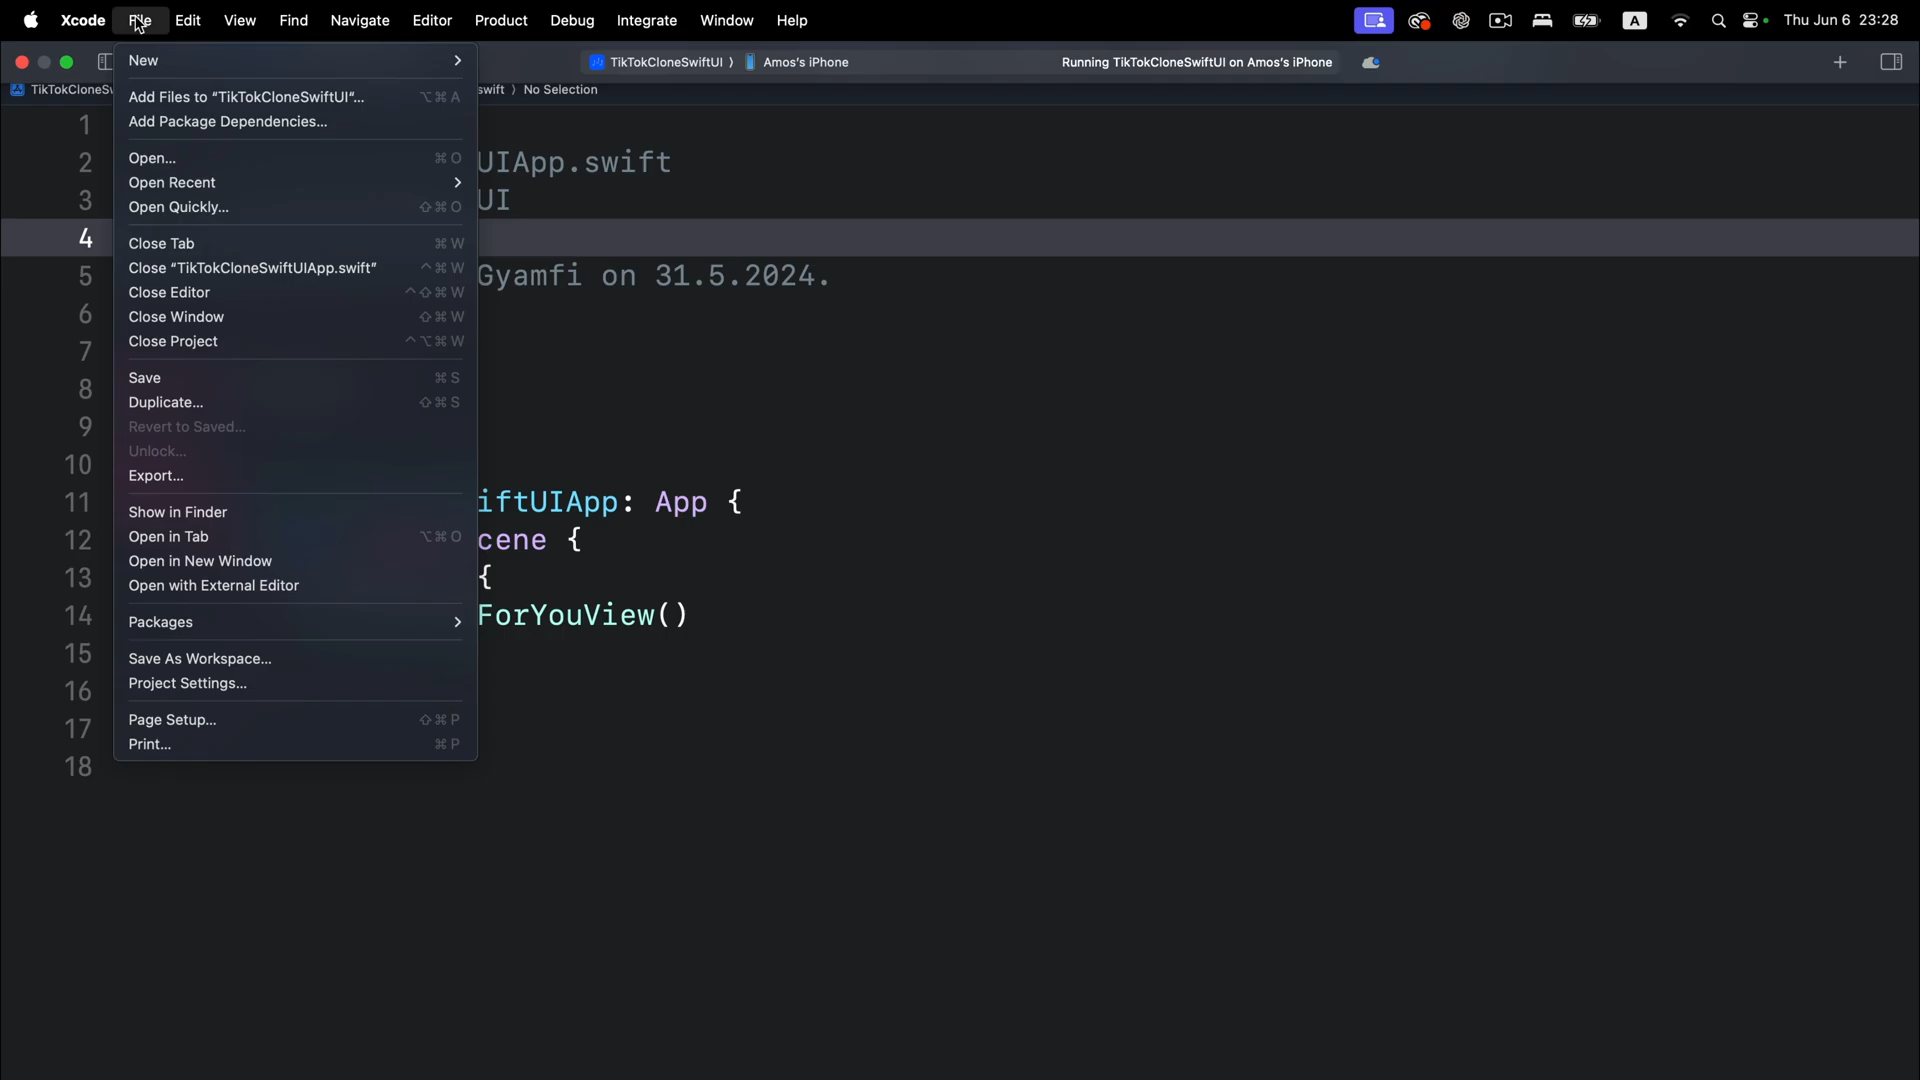 Xcode File Edit View Find Navigate Editor Product Debug Integrate Window Help A Thu Jun 6 23:28
TikTokCloneSwiftUI ⟩ Amos's iPhone Running TikTokCloneSwiftUI on Amos's iPhone
TikTokCloneSw swift ⟩ No Selection
New
Add Files to “TikTokCloneSwiftUI”... ⌥⌘A
Add Package Dependencies...
Open... ⌘O
Open Recent
Open Quickly... ⇧⌘O
Close Tab ⌘W
Close “TikTokCloneSwiftUIApp.swift” ⌃⌘W
Close Editor ⌃⇧⌘W
Close Window ⇧⌘W
Close Project ⌃⌥⌘W
Save ⌘S
Duplicate... ⇧⌘S
Revert to Saved...
Unlock...
Export...
Show in Finder
Open in Tab ⌥⌘O
Open in New Window
Open with External Editor
Packages
Save As Workspace...
Project Settings...
Page Setup... ⇧⌘P
Print... ⌘P
1
2 UIApp.swift
3 UI
4
5 Gyamfi on 31.5.2024.
6
7
8
9
10
11 iftUIApp: App {
12 cene {
13 {
14 ForYouView()
15
16
17
18